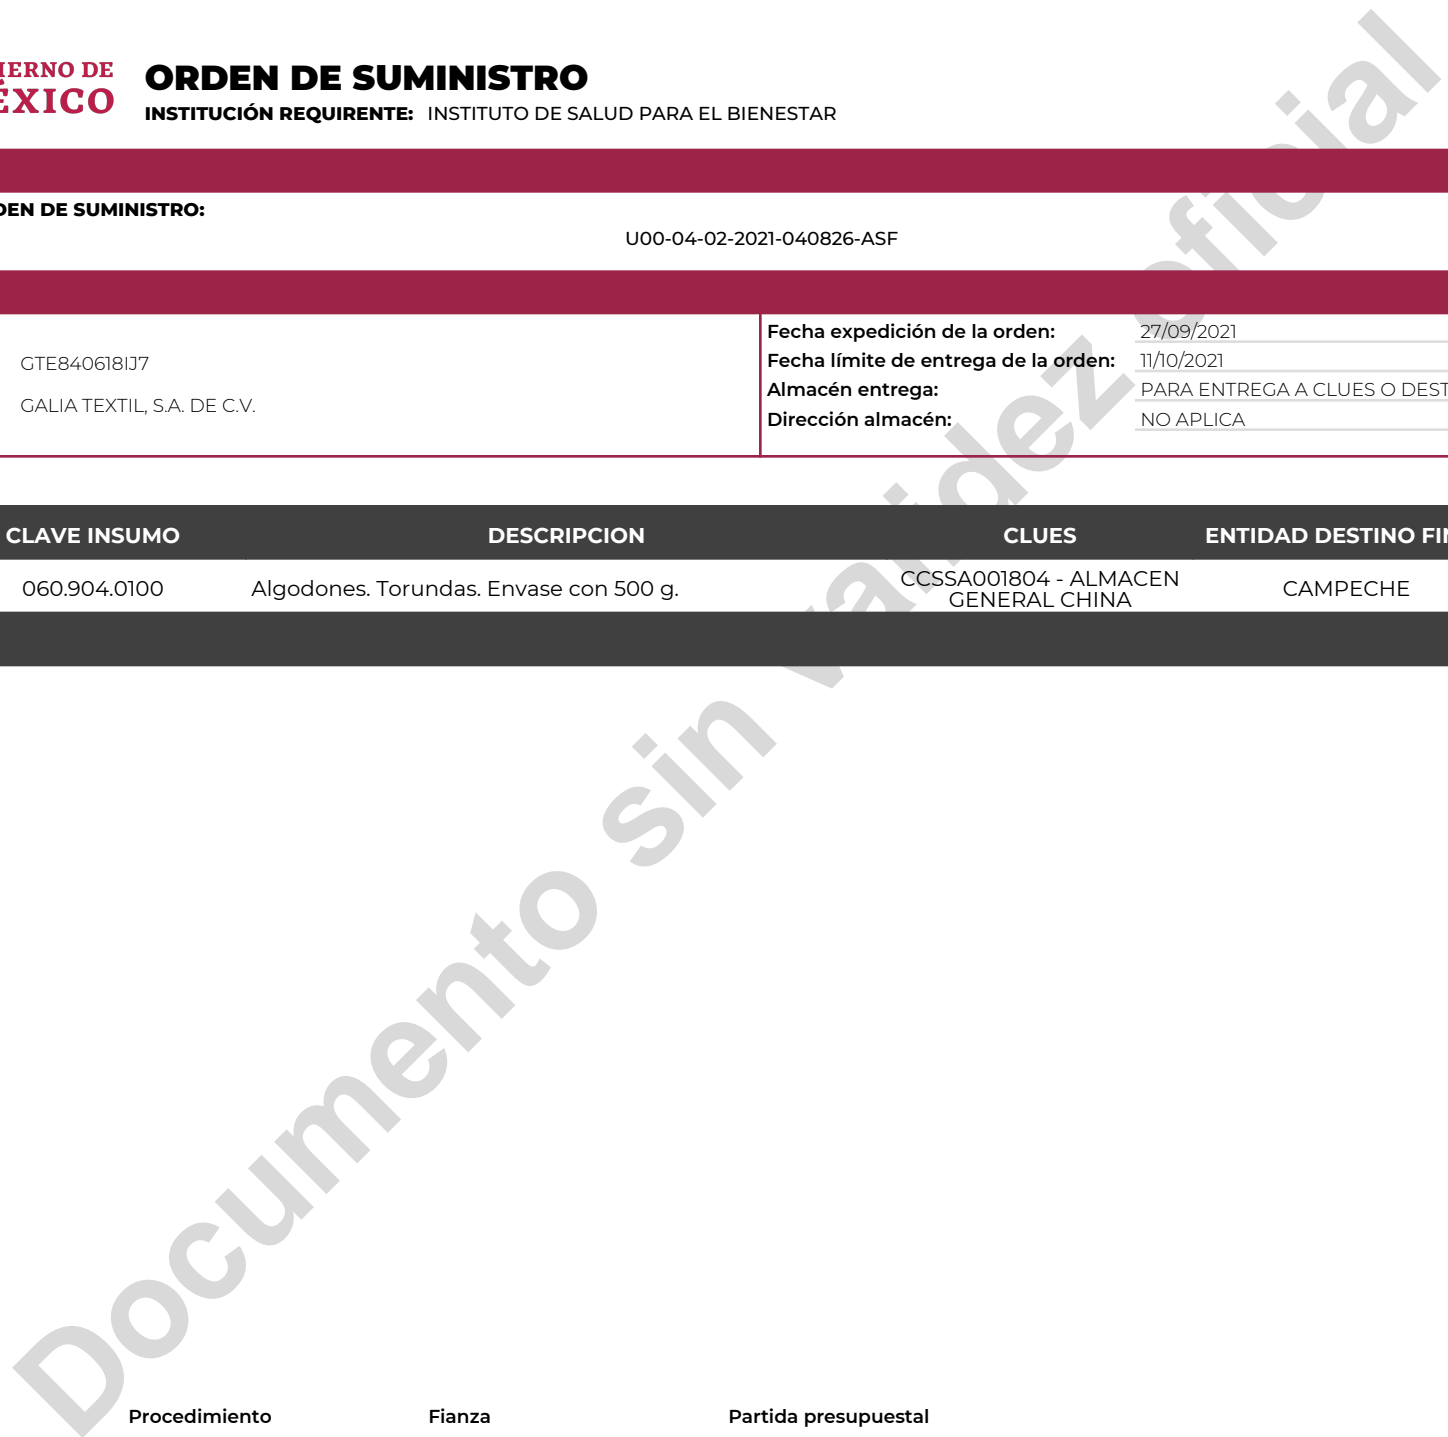 IERNO DE
ÉXICO
ORDEN DE SUMINISTRO
INSTITUCIÓN REQUIRENTE: INSTITUTO DE SALUD PARA EL BIENESTAR
DEN DE SUMINISTRO:
U00-04-02-2021-040826-ASF
GTE840618IJ7
GALIA TEXTIL, S.A. DE C.V.
Fecha expedición de la orden: 27/09/2021
Fecha límite de entrega de la orden: 11/10/2021
Almacén entrega: PARA ENTREGA A CLUES O DEST
Dirección almacén: NO APLICA
CLAVE INSUMO DESCRIPCION CLUES ENTIDAD DESTINO FIN
060.904.0100 Algodones. Torundas. Envase con 500 g. CCSSA001804 - ALMACEN GENERAL CHINA CAMPECHE
Documento sin validez oficial
Procedimiento Fianza Partida presupuestal